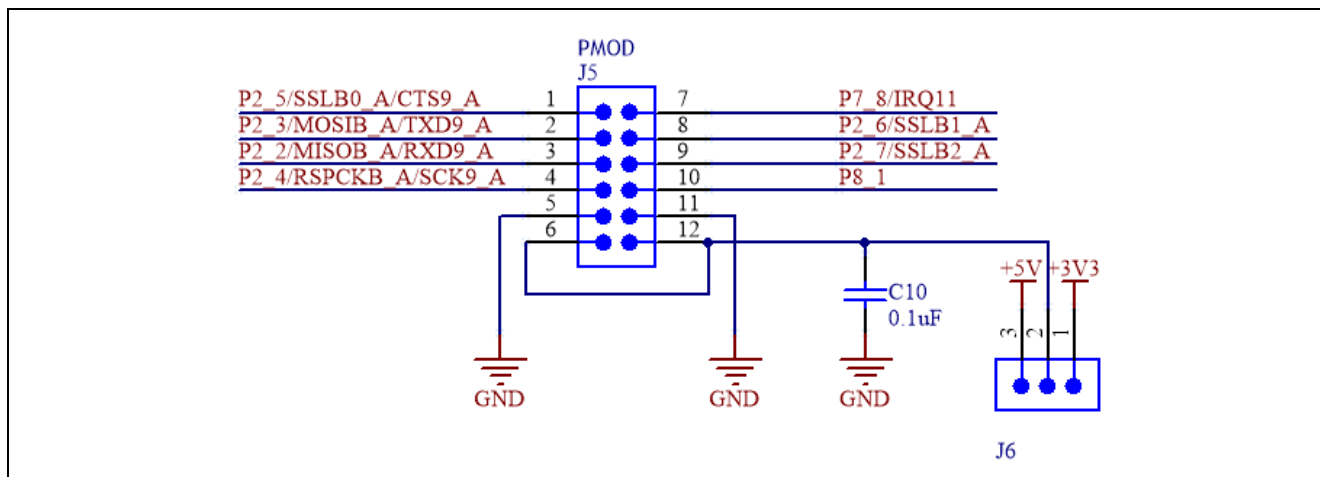 PMOD
J5
P2_5/SSLB0_A/CTS9_A 1 7 P7_8/IRQ11
P2_3/MOSIB_A/TXD9_A 2 8 P2_6/SSLB1_A
P2_2/MISOB_A/RXD9_A 3 9 P2_7/SSLB2_A
P2_4/RSPCKB_A/SCK9_A 4 10 P8_1
5 11
6 12
+5V +3V3
C10
0.1uF
3 2 1
GND GND GND
J6